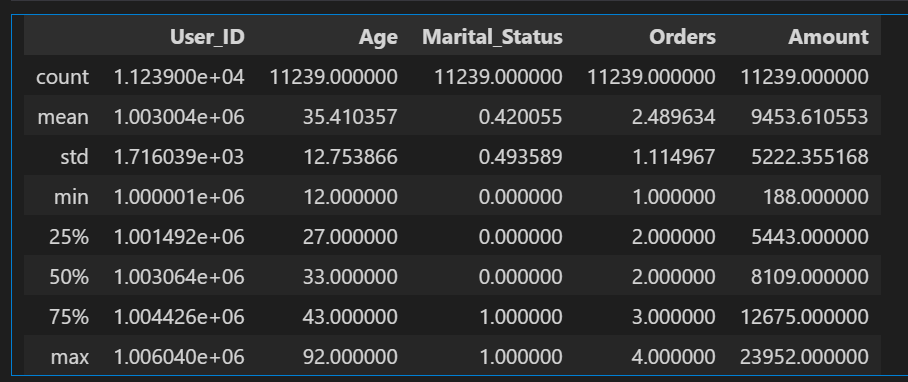 User_ID Age Marital_Status Orders Amount
count 1.123900e+04 11239.000000 11239.000000 11239.000000 11239.000000
mean 1.003004e+06 35.410357 0.420055 2.489634 9453.610553
std 1.716039e+03 12.753866 0.493589 1.114967 5222.355168
min 1.000001e+06 12.000000 0.000000 1.000000 188.000000
25% 1.001492e+06 27.000000 0.000000 2.000000 5443.000000
50% 1.003064e+06 33.000000 0.000000 2.000000 8109.000000
75% 1.004426e+06 43.000000 1.000000 3.000000 12675.000000
max 1.006040e+06 92.000000 1.000000 4.000000 23952.000000